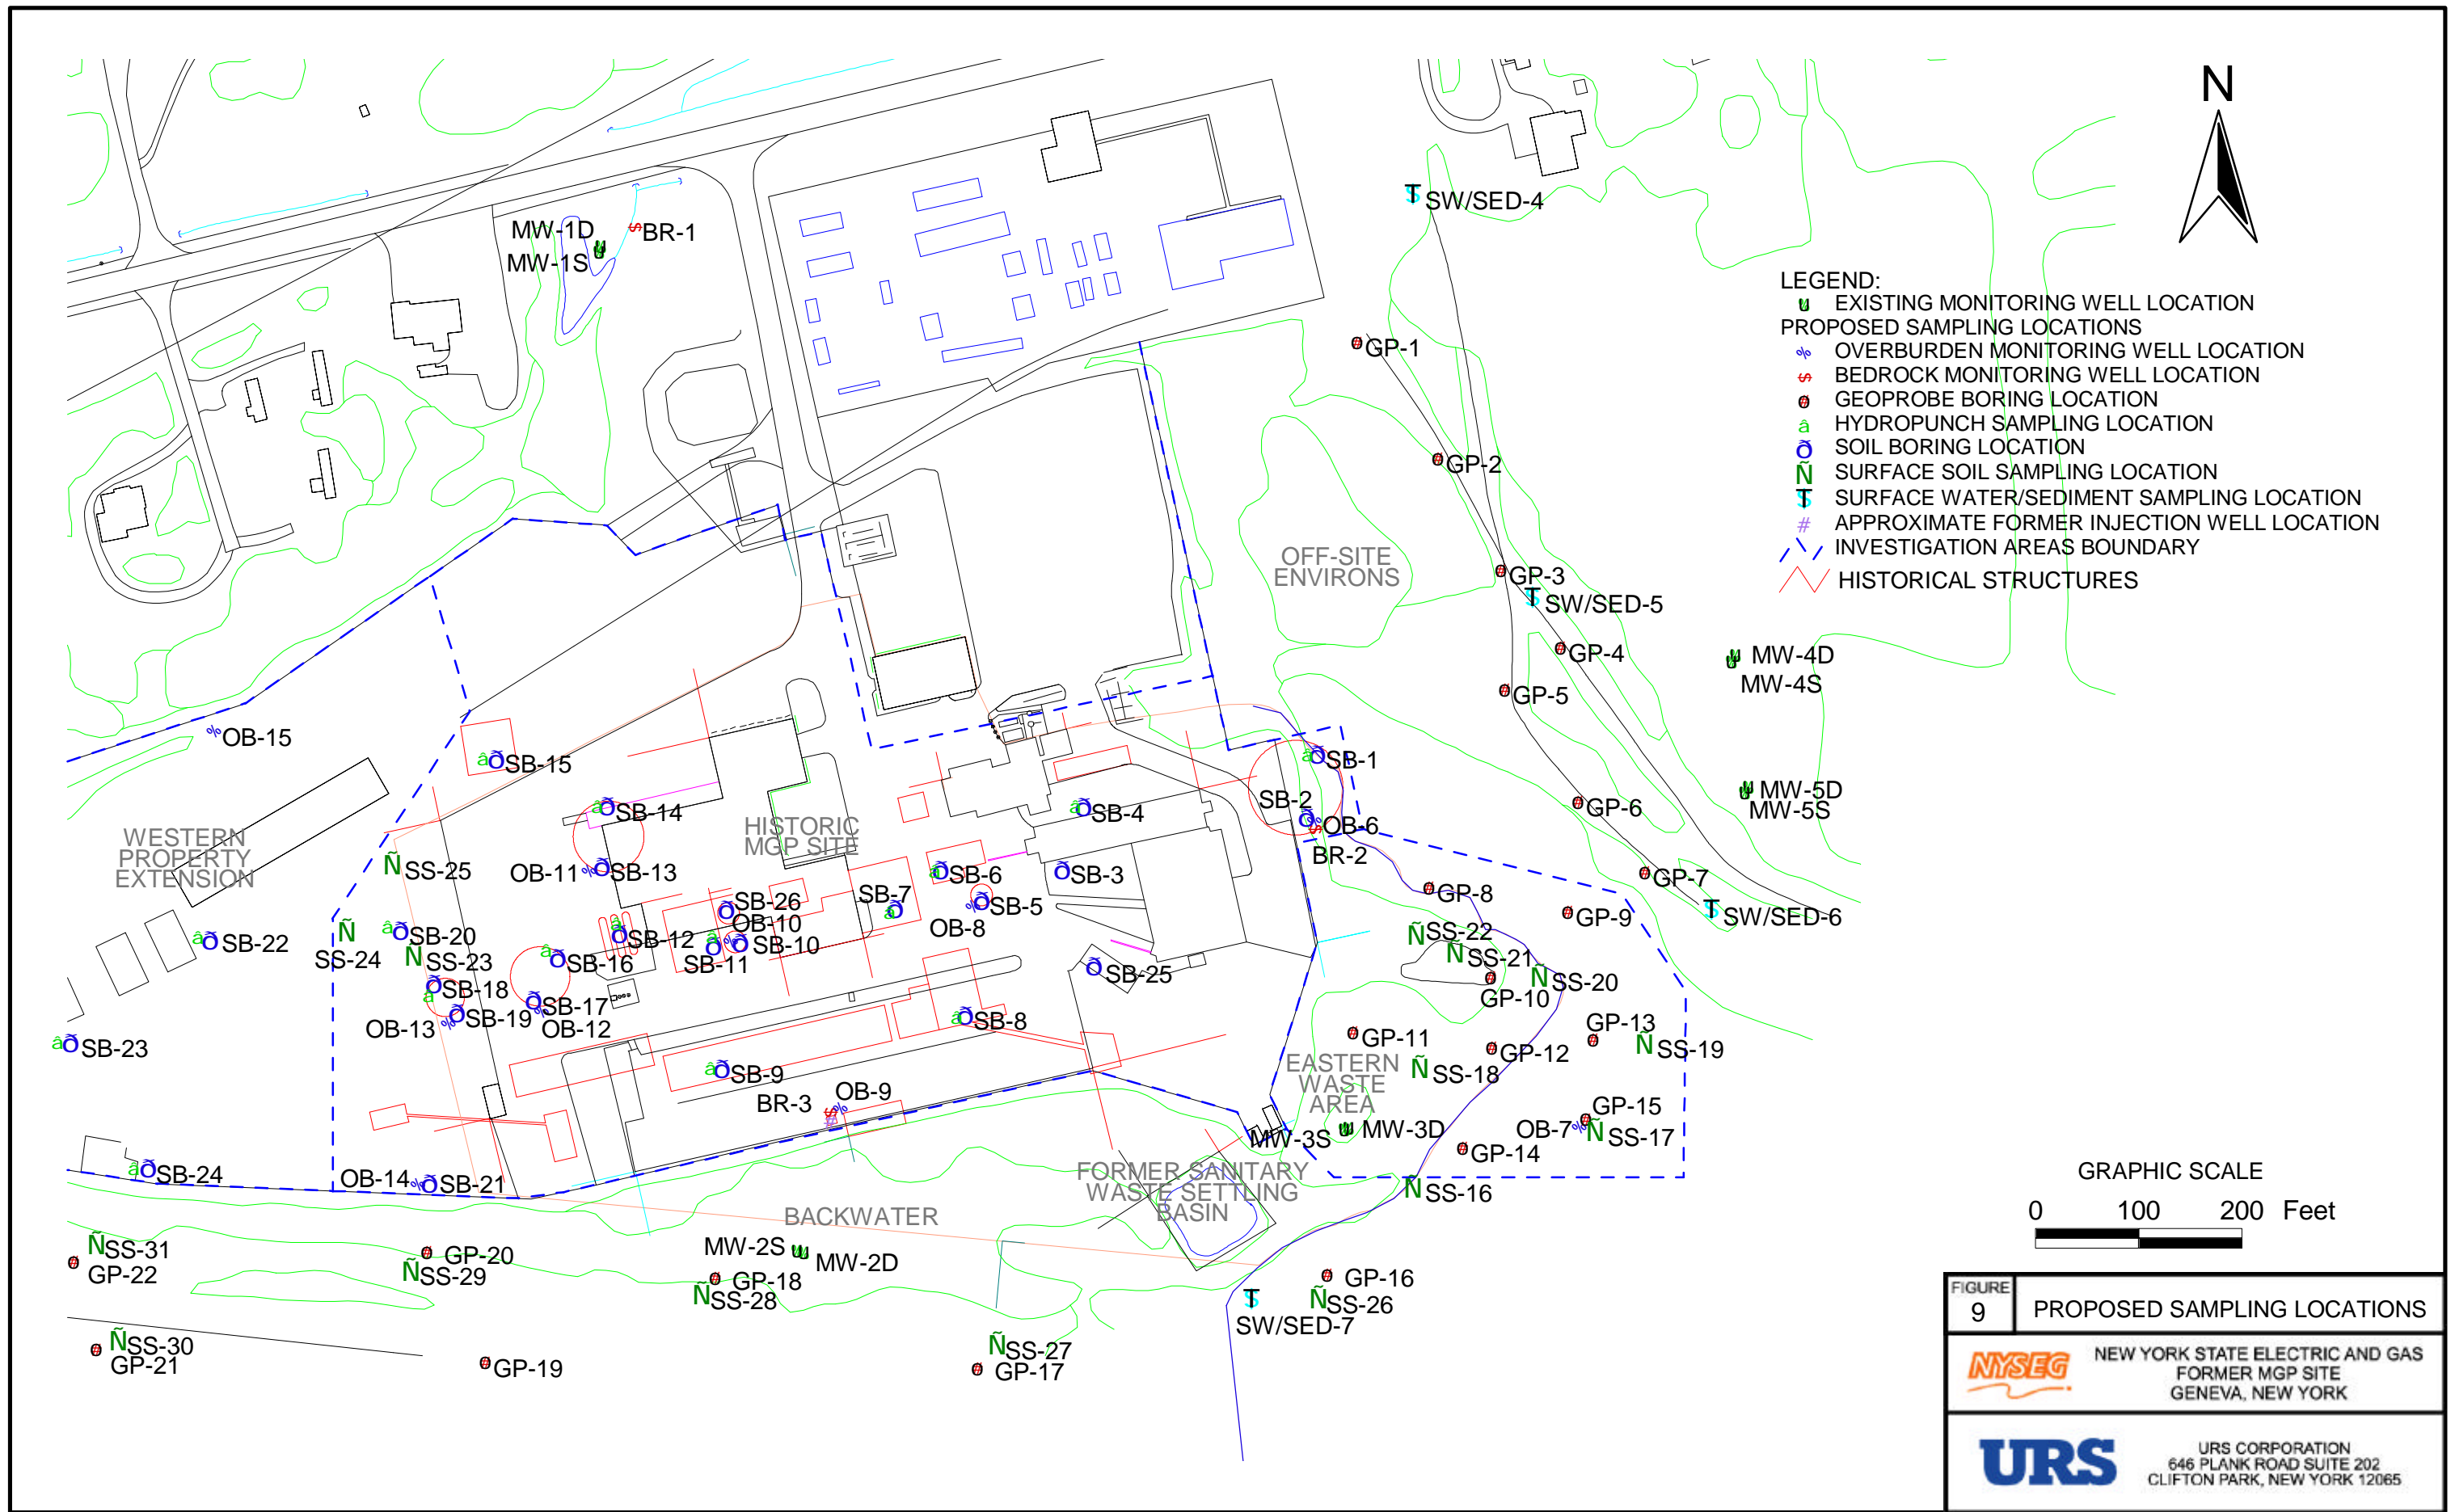 N
SW/SED-4
MW-1D
BR-1
MW-1S
LEGEND:
EXISTING MONITORING WELL LOCATION
PROPOSED SAMPLING LOCATIONS
% OVERBURDEN MONITORING WELL LOCATION
BEDROCK MONITORING WELL LOCATION
GEOPROBE BORING LOCATION
â HYDROPUNCH SAMPLING LOCATION
ð SOIL BORING LOCATION
Ñ SURFACE SOIL SAMPLING LOCATION
SURFACE WATER/SEDIMENT SAMPLING LOCATION
# APPROXIMATE FORMER INJECTION WELL LOCATION
INVESTIGATION AREAS BOUNDARY
HISTORICAL STRUCTURES
GP-1
GP-2
OFF-SITE
ENVIRONS
GP-3
SW/SED-5
GP-4
MW-4D
MW-4S
GP-5
OB-15
SB-15
SB-1
SB-14
SB-4
SB-2
OB-6
BR-2
GP-6
MW-5D
MW-5S
WESTERN
PROPERTY
EXTENSION
HISTORIC
MGP SITE
SS-25
OB-11
SB-13
SB-6
SB-3
GP-7
SB-7
SB-26
OB-10
SB-10
OB-8
SB-5
GP-8
GP-9
SW/SED-6
SB-22
SS-24
SB-20
SS-23
SB-12
SB-11
SB-16
SS-22
SS-21
SS-20
GP-10
SB-25
SB-18
SB-17
OB-12
OB-13
SB-19
SB-8
SB-23
GP-11
GP-12
GP-13
SS-19
SS-18
SB-9
EASTERN
WASTE
AREA
BR-3
OB-9
MW-3S
MW-3D
GP-15
OB-7
SS-17
GP-14
SB-24
OB-14
SB-21
FORMER SANITARY
WASTE SETTLING
BASIN
SS-16
BACKWATER
MW-2S
MW-2D
SS-31
GP-22
GP-20
SS-29
GP-18
SS-28
GP-16
SS-26
SW/SED-7
SS-30
GP-21
GP-19
SS-27
GP-17
GRAPHIC SCALE
0 100 200 Feet
FIGURE
9
PROPOSED SAMPLING LOCATIONS
NYSEG
NEW YORK STATE ELECTRIC AND GAS
FORMER MGP SITE
GENEVA, NEW YORK
URS
URS CORPORATION
646 PLANK ROAD SUITE 202
CLIFTON PARK, NEW YORK 12065